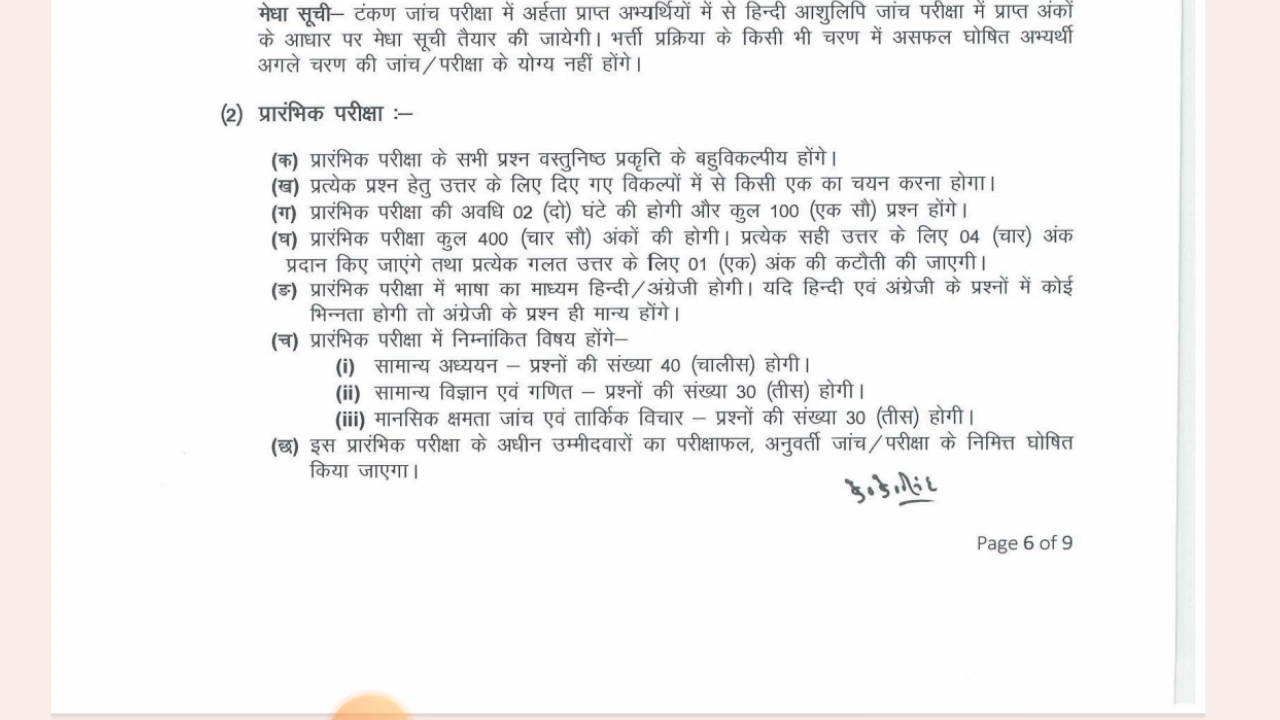 मेधा सूची– टंकण जांच परीक्षा में अर्हता प्राप्त अभ्यर्थियों में से हिन्दी आशुलिपि जांच परीक्षा में प्राप्त अंकों
के आधार पर मेधा सूची तैयार की जायेगी। भर्त्ती प्रक्रिया के किसी भी चरण में असफल घोषित अभ्यर्थी
अगले चरण की जांच/परीक्षा के योग्य नहीं होंगे।
(2) प्रारंभिक परीक्षा :–
(क) प्रारंभिक परीक्षा के सभी प्रश्न वस्तुनिष्ठ प्रकृति के बहुविकल्पीय होंगे।
(ख) प्रत्येक प्रश्न हेतु उत्तर के लिए दिए गए विकल्पों में से किसी एक का चयन करना होगा।
(ग) प्रारंभिक परीक्षा की अवधि 02 (दो) घंटे की होगी और कुल 100 (एक सौ) प्रश्न होंगे।
(घ) प्रारंभिक परीक्षा कुल 400 (चार सौ) अंकों की होगी। प्रत्येक सही उत्तर के लिए 04 (चार) अंक
प्रदान किए जाएंगे तथा प्रत्येक गलत उत्तर के लिए 01 (एक) अंक की कटौती की जाएगी।
(ङ) प्रारंभिक परीक्षा में भाषा का माध्यम हिन्दी/अंग्रेजी होगी। यदि हिन्दी एवं अंग्रेजी के प्रश्नों में कोई
भिन्नता होगी तो अंग्रेजी के प्रश्न ही मान्य होंगे।
(च) प्रारंभिक परीक्षा में निम्नांकित विषय होंगे–
(i) सामान्य अध्ययन – प्रश्नों की संख्या 40 (चालीस) होगी।
(ii) सामान्य विज्ञान एवं गणित – प्रश्नों की संख्या 30 (तीस) होगी।
(iii) मानसिक क्षमता जांच एवं तार्किक विचार – प्रश्नों की संख्या 30 (तीस) होगी।
(छ) इस प्रारंभिक परीक्षा के अधीन उम्मीदवारों का परीक्षाफल, अनुवर्ती जांच/परीक्षा के निमित्त घोषित
किया जाएगा।
Page 6 of 9